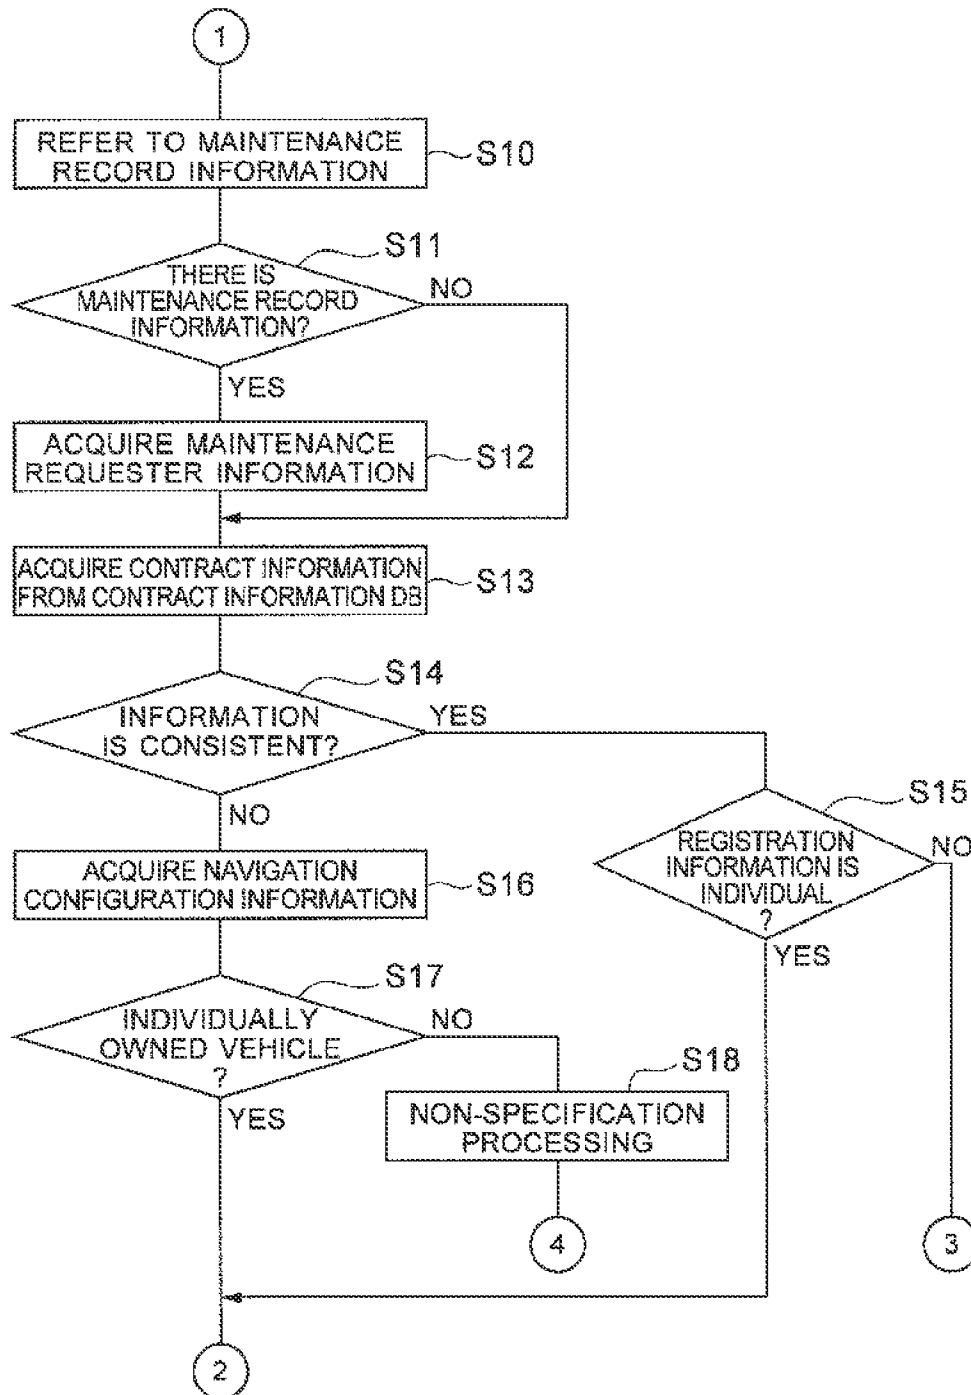 1
REFER TO MAINTENANCE
RECORD INFORMATION
S10
S11
THERE IS
MAINTENANCE RECORD
INFORMATION?
NO
YES
ACQUIRE MAINTENANCE
REQUESTER INFORMATION
S12
ACQUIRE CONTRACT INFORMATION
FROM CONTRACT INFORMATION DB
S13
S14
INFORMATION
IS CONSISTENT?
YES
NO
S15
REGISTRATION
INFORMATION IS
INDIVIDUAL
?
NO
YES
ACQUIRE NAVIGATION
CONFIGURATION INFORMATION
S16
S17
INDIVIDUALLY
OWNED VEHICLE
?
NO
YES
S18
NON-SPECIFICATION
PROCESSING
4
3
2